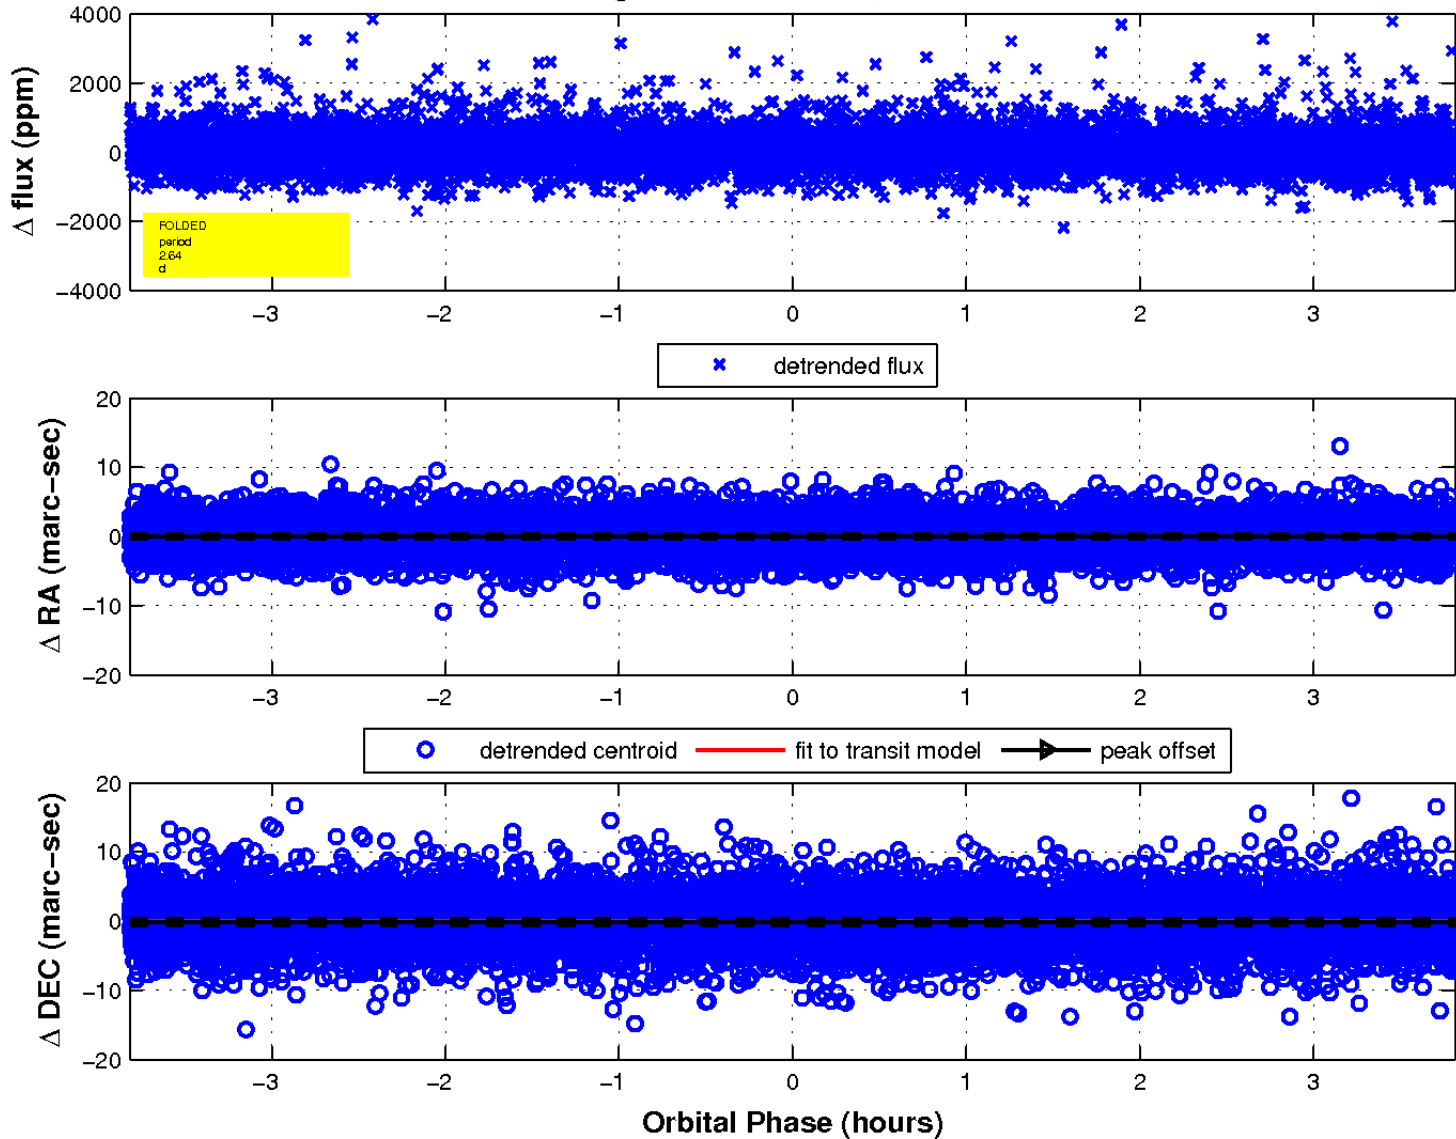 4000
2000
0
−2000
−4000
Δ flux (ppm)
FOLDED
period
2.64
d
−3 −2 −1 0 1 2 3
detrended flux
20
10
0
−10
−20
Δ RA (marc−sec)
−3 −2 −1 0 1 2 3
detrended centroid fit to transit model peak offset
20
10
0
−10
−20
Δ DEC (marc−sec)
−3 −2 −1 0 1 2 3
Orbital Phase (hours)